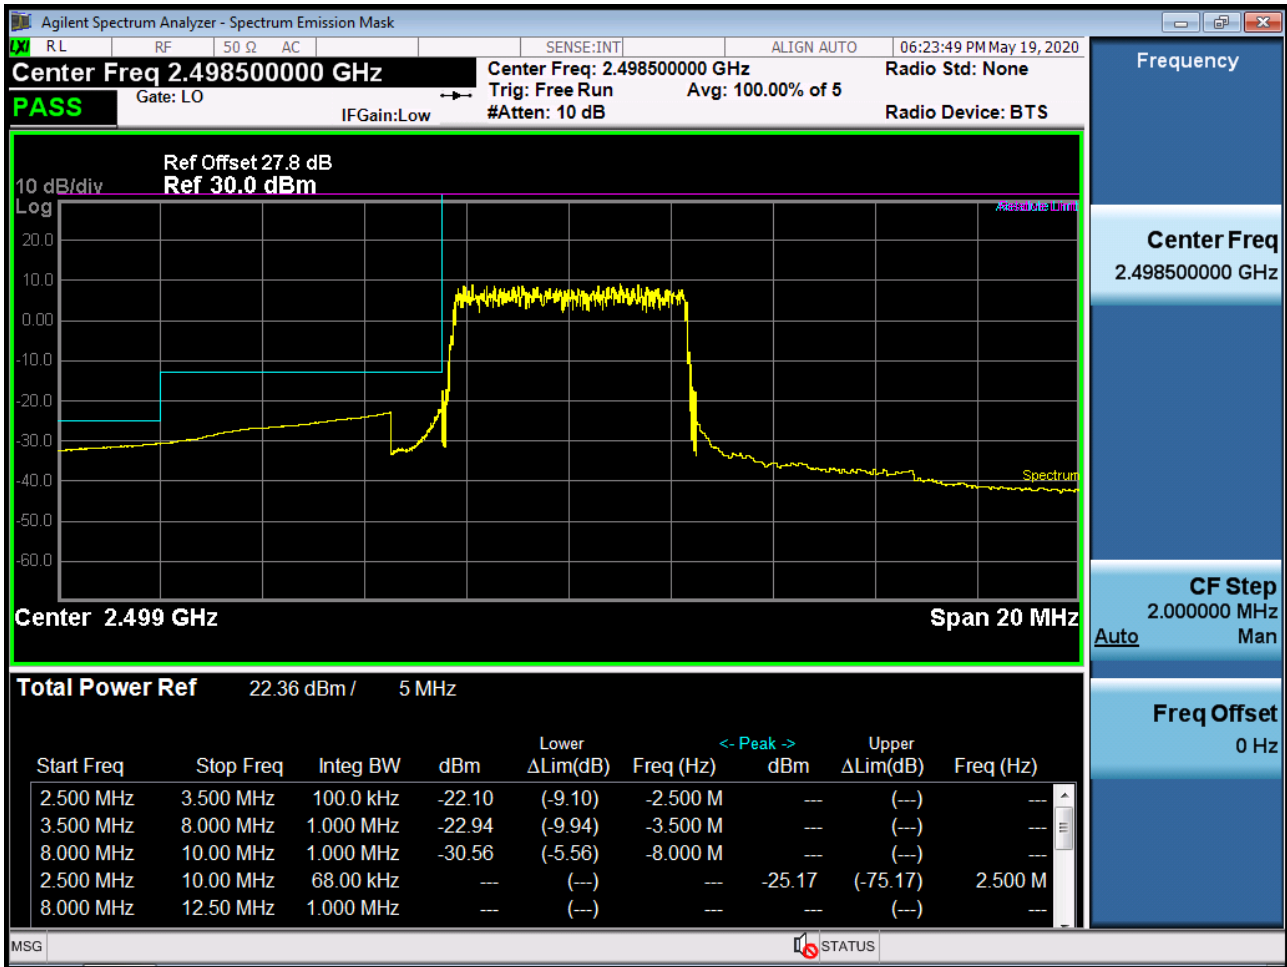 Agilent Spectrum Analyzer - Spectrum Emission Mask
LXI RL RF 50 Ω AC SENSE:INT ALIGN AUTO 06:23:49 PM May 19, 2020
Center Freq 2.498500000 GHz
Center Freq: 2.498500000 GHz
Radio Std: None
PASS
Gate: LO
Trig: Free Run
Avg: 100.00% of 5
IFGain:Low
#Atten: 10 dB
Radio Device: BTS
Ref Offset 27.8 dB
10 dB/div Ref 30.0 dBm
Log
20.0
10.0
0.00
-10.0
-20.0
-30.0
-40.0
-50.0
-60.0
Spectrum
Center 2.499 GHz Span 20 MHz
Total Power Ref 22.36 dBm / 5 MHz
Lower <- Peak -> Upper
Start Freq Stop Freq Integ BW dBm ΔLim(dB) Freq (Hz) dBm ΔLim(dB) Freq (Hz)
2.500 MHz 3.500 MHz 100.0 kHz -22.10 (-9.10) -2.500 M --- (---) ---
3.500 MHz 8.000 MHz 1.000 MHz -22.94 (-9.94) -3.500 M --- (---) ---
8.000 MHz 10.00 MHz 1.000 MHz -30.56 (-5.56) -8.000 M --- (---) ---
2.500 MHz 10.00 MHz 68.00 kHz --- (---) --- -25.17 (-75.17) 2.500 M
8.000 MHz 12.50 MHz 1.000 MHz --- (---) --- --- (---) ---
MSG STATUS
Frequency
Center Freq
2.498500000 GHz
CF Step
2.000000 MHz
Auto Man
Freq Offset
0 Hz